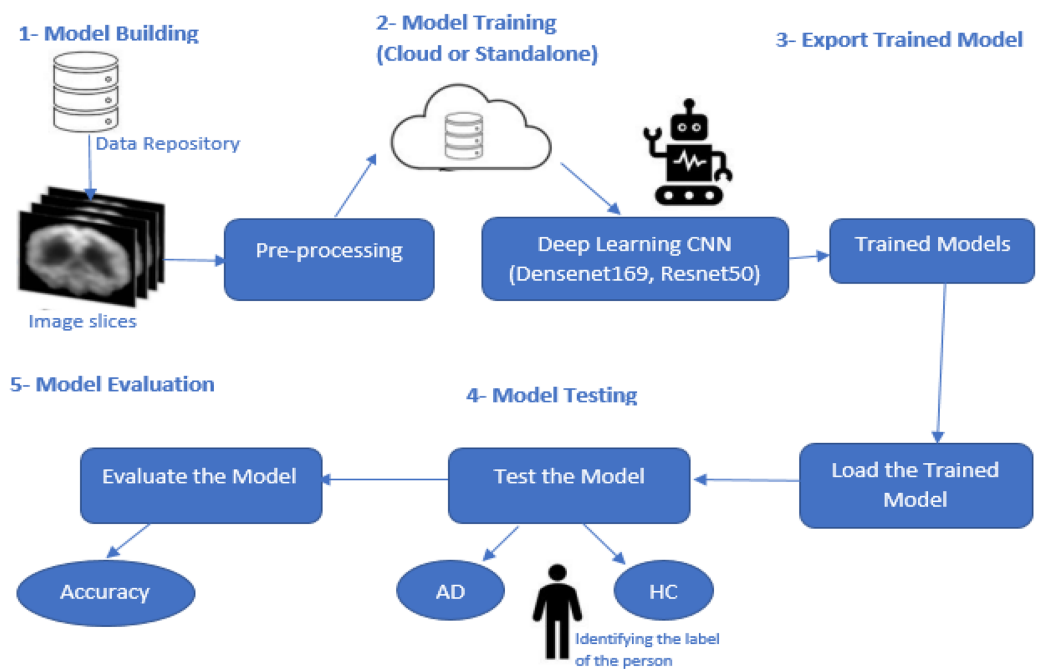 1- Model Building
2- Model Training
(Cloud or Standalone)
3- Export Trained Model
Data Repository
Image slices
Pre-processing
Deep Learning CNN
(Densenet169, Resnet50)
Trained Models
5- Model Evaluation
4- Model Testing
Evaluate the Model
Test the Model
Load the Trained
Model
Accuracy
AD
HC
Identifying the label
of the person